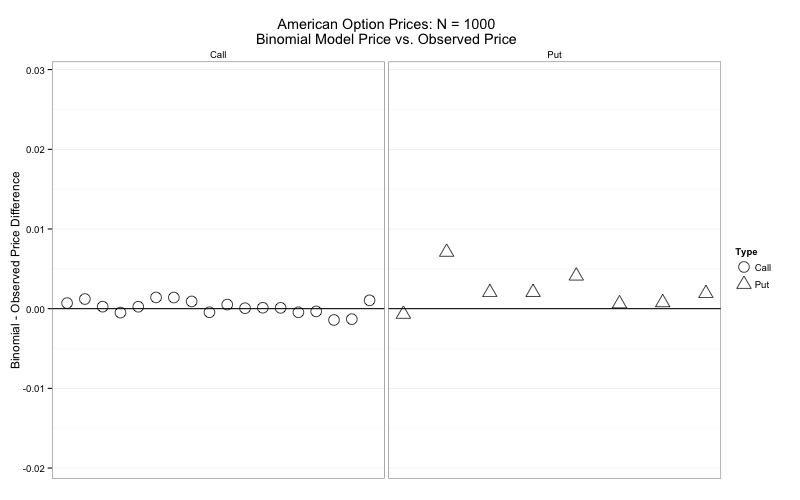 American Option Prices: N = 1000
Binomial Model Price vs. Observed Price
Call
Put
0.03
0.02
0.01
0.00
-0.01
-0.02
Binomial - Observed Price Difference
Type
Call
Put